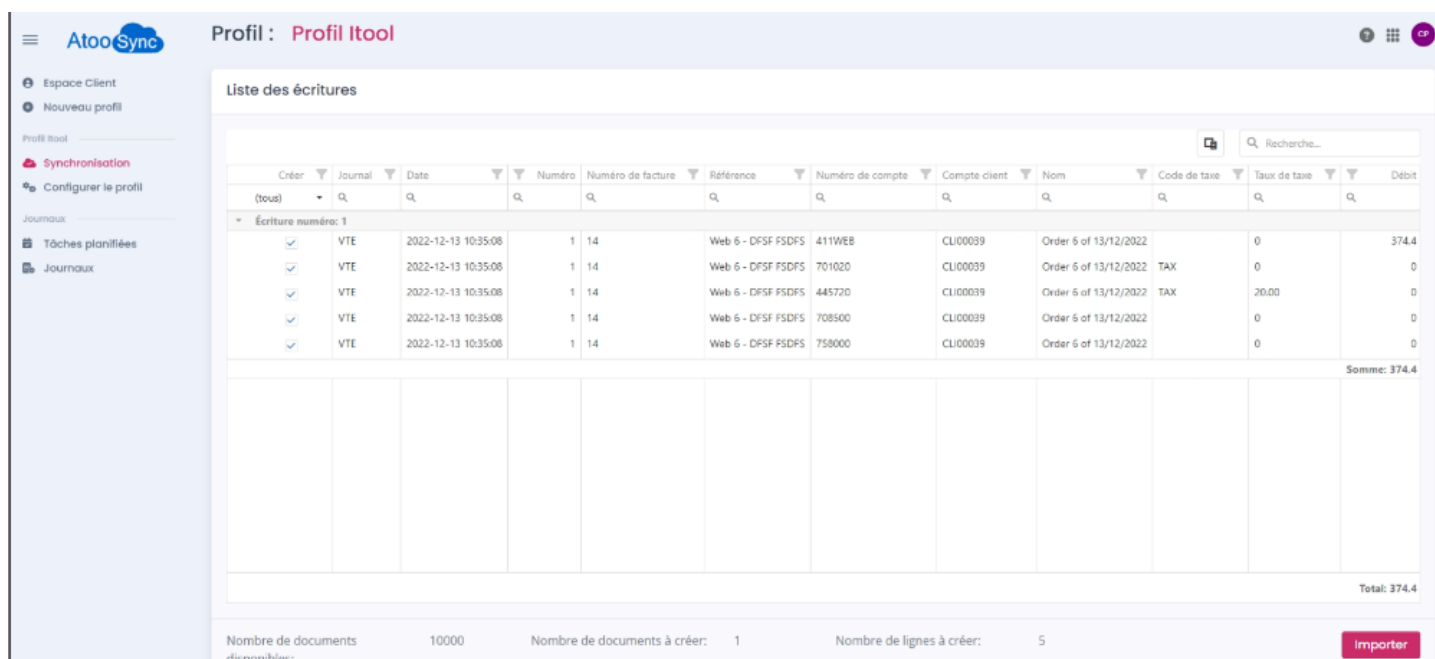 AtooSync
Profil : Profil Itool
CP
Espace Client
Nouveau profil
Profil Itool
Synchronisation
Configurer le profil
Journaux
Tâches planifiées
Journaux
Liste des écritures
Recherche...
Créer Journal Date Numéro Numéro de facture Référence Numéro de compte Compte client Nom Code de taxe Taux de taxe Débit
(tous)
Écriture numéro: 1
VTE 2022-12-13 10:35:08 1 14 Web 6 - DFSF FSDFS 411WEB CLI00039 Order 6 of 13/12/2022 0 374.4
VTE 2022-12-13 10:35:08 1 14 Web 6 - DFSF FSDFS 701020 CLI00039 Order 6 of 13/12/2022 TAX 0 0
VTE 2022-12-13 10:35:08 1 14 Web 6 - DFSF FSDFS 445720 CLI00039 Order 6 of 13/12/2022 TAX 20.00 0
VTE 2022-12-13 10:35:08 1 14 Web 6 - DFSF FSDFS 708500 CLI00039 Order 6 of 13/12/2022 0 0
VTE 2022-12-13 10:35:08 1 14 Web 6 - DFSF FSDFS 758000 CLI00039 Order 6 of 13/12/2022 0 0
Somme: 374.4
Total: 374.4
Nombre de documents disponibles: 10000 Nombre de documents à créer: 1 Nombre de lignes à créer: 5 Importer